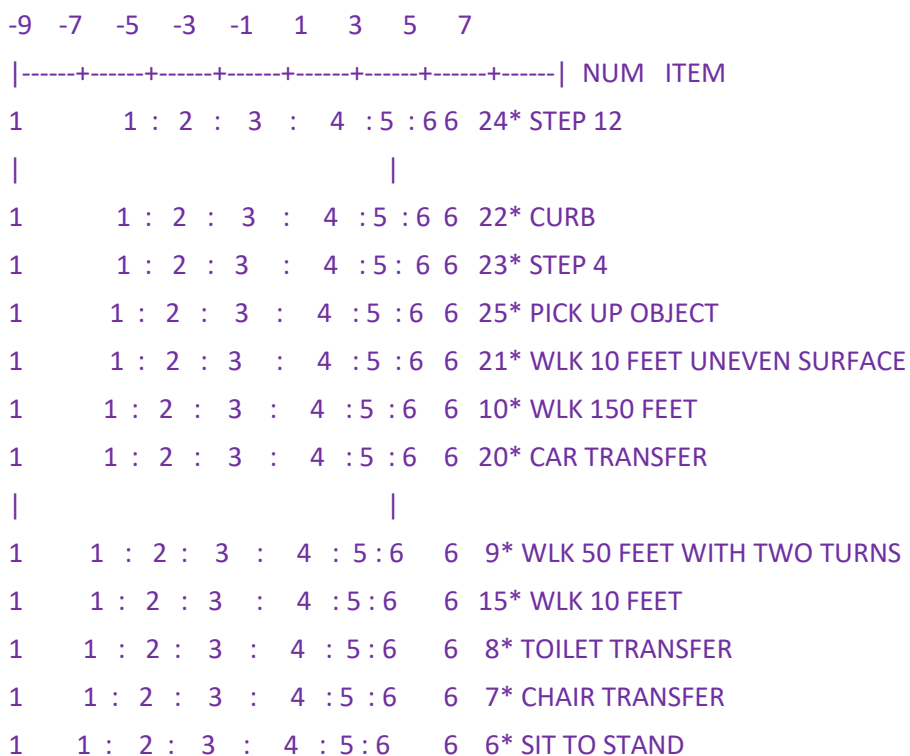 -9 -7 -5 -3 -1 1 3 5 7
|------+------+------+------+------+------+------+------| NUM ITEM
1 1 : 2 : 3 : 4 : 5 : 6 6 24* STEP 12
| |
1 1 : 2 : 3 : 4 : 5 : 6 6 22* CURB
1 1 : 2 : 3 : 4 : 5 : 6 6 23* STEP 4
1 1 : 2 : 3 : 4 : 5 : 6 6 25* PICK UP OBJECT
1 1 : 2 : 3 : 4 : 5 : 6 6 21* WLK 10 FEET UNEVEN SURFACE
1 1 : 2 : 3 : 4 : 5 : 6 6 10* WLK 150 FEET
1 1 : 2 : 3 : 4 : 5 : 6 6 20* CAR TRANSFER
| |
1 1 : 2 : 3 : 4 : 5 : 6 6 9* WLK 50 FEET WITH TWO TURNS
1 1 : 2 : 3 : 4 : 5 : 6 6 15* WLK 10 FEET
1 1 : 2 : 3 : 4 : 5 : 6 6 8* TOILET TRANSFER
1 1 : 2 : 3 : 4 : 5 : 6 6 7* CHAIR TRANSFER
1 1 : 2 : 3 : 4 : 5 : 6 6 6* SIT TO STAND